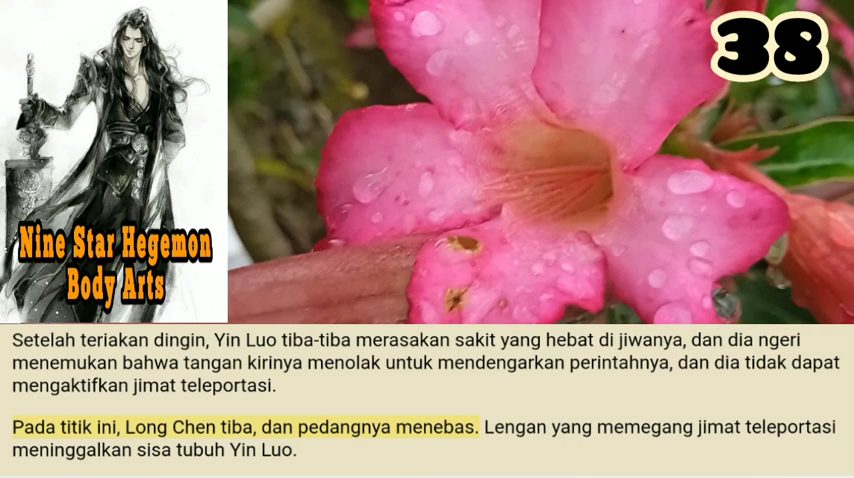 38
Nine Star Hegemon
Body Arts
Setelah teriakan dingin, Yin Luo tiba-tiba merasakan sakit yang hebat di jiwanya, dan dia ngeri
menemukan bahwa tangan kirinya menolak untuk mendengarkan perintahnya, dan dia tidak dapat
mengaktifkan jimat teleportasi.
Pada titik ini, Long Chen tiba, dan pedangnya menebas. Lengan yang memegang jimat teleportasi
meninggalkan sisa tubuh Yin Luo.